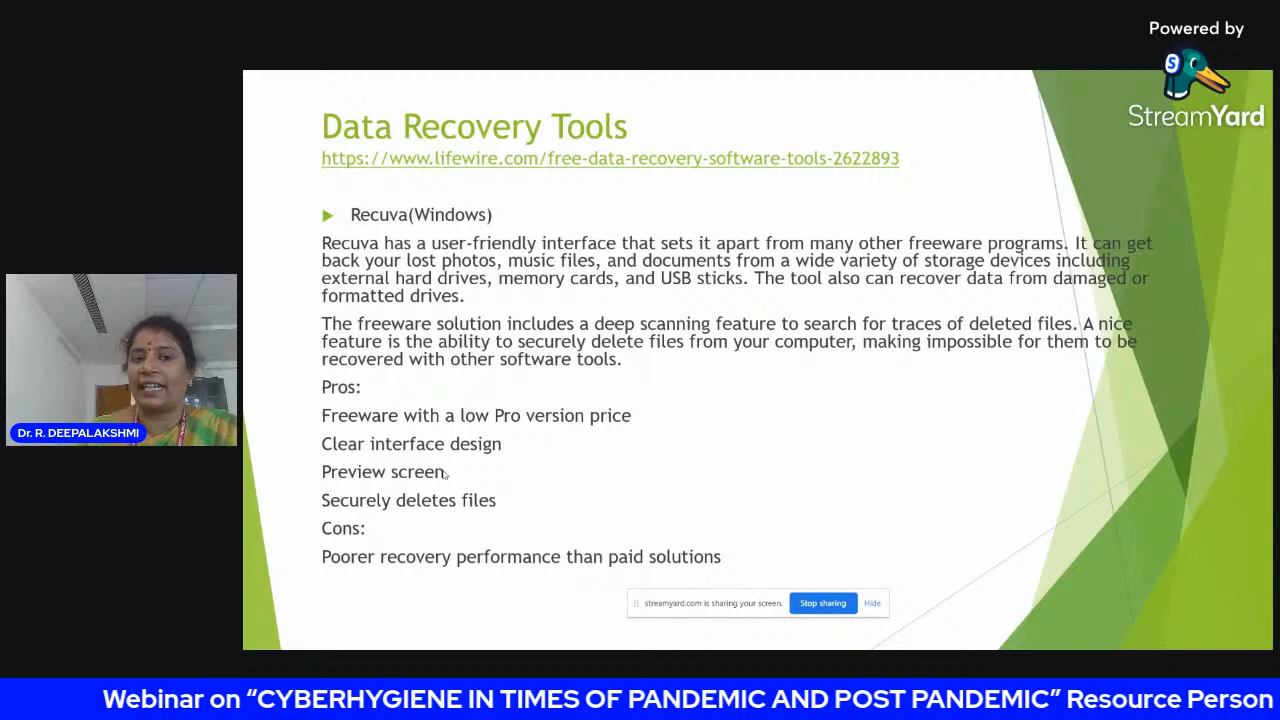 Powered by
S
StreamYard
Data Recovery Tools
https://www.lifewire.com/free-data-recovery-software-tools-2622893
Recuva(Windows)
Recuva has a user-friendly interface that sets it apart from many other freeware programs. It can get
back your lost photos, music files, and documents from a wide variety of storage devices including
external hard drives, memory cards, and USB sticks. The tool also can recover data from damaged or
formatted drives.
The freeware solution includes a deep scanning feature to search for traces of deleted files. A nice
feature is the ability to securely delete files from your computer, making impossible for them to be
recovered with other software tools.
Pros:
Freeware with a low Pro version price
Clear interface design
Preview screen
Securely deletes files
Cons:
Poorer recovery performance than paid solutions
streamyard.com is sharing your screen. Stop sharing Hide
Dr. R. DEEPALAKSHMI
Webinar on “CYBERHYGIENE IN TIMES OF PANDEMIC AND POST PANDEMIC” Resource Person